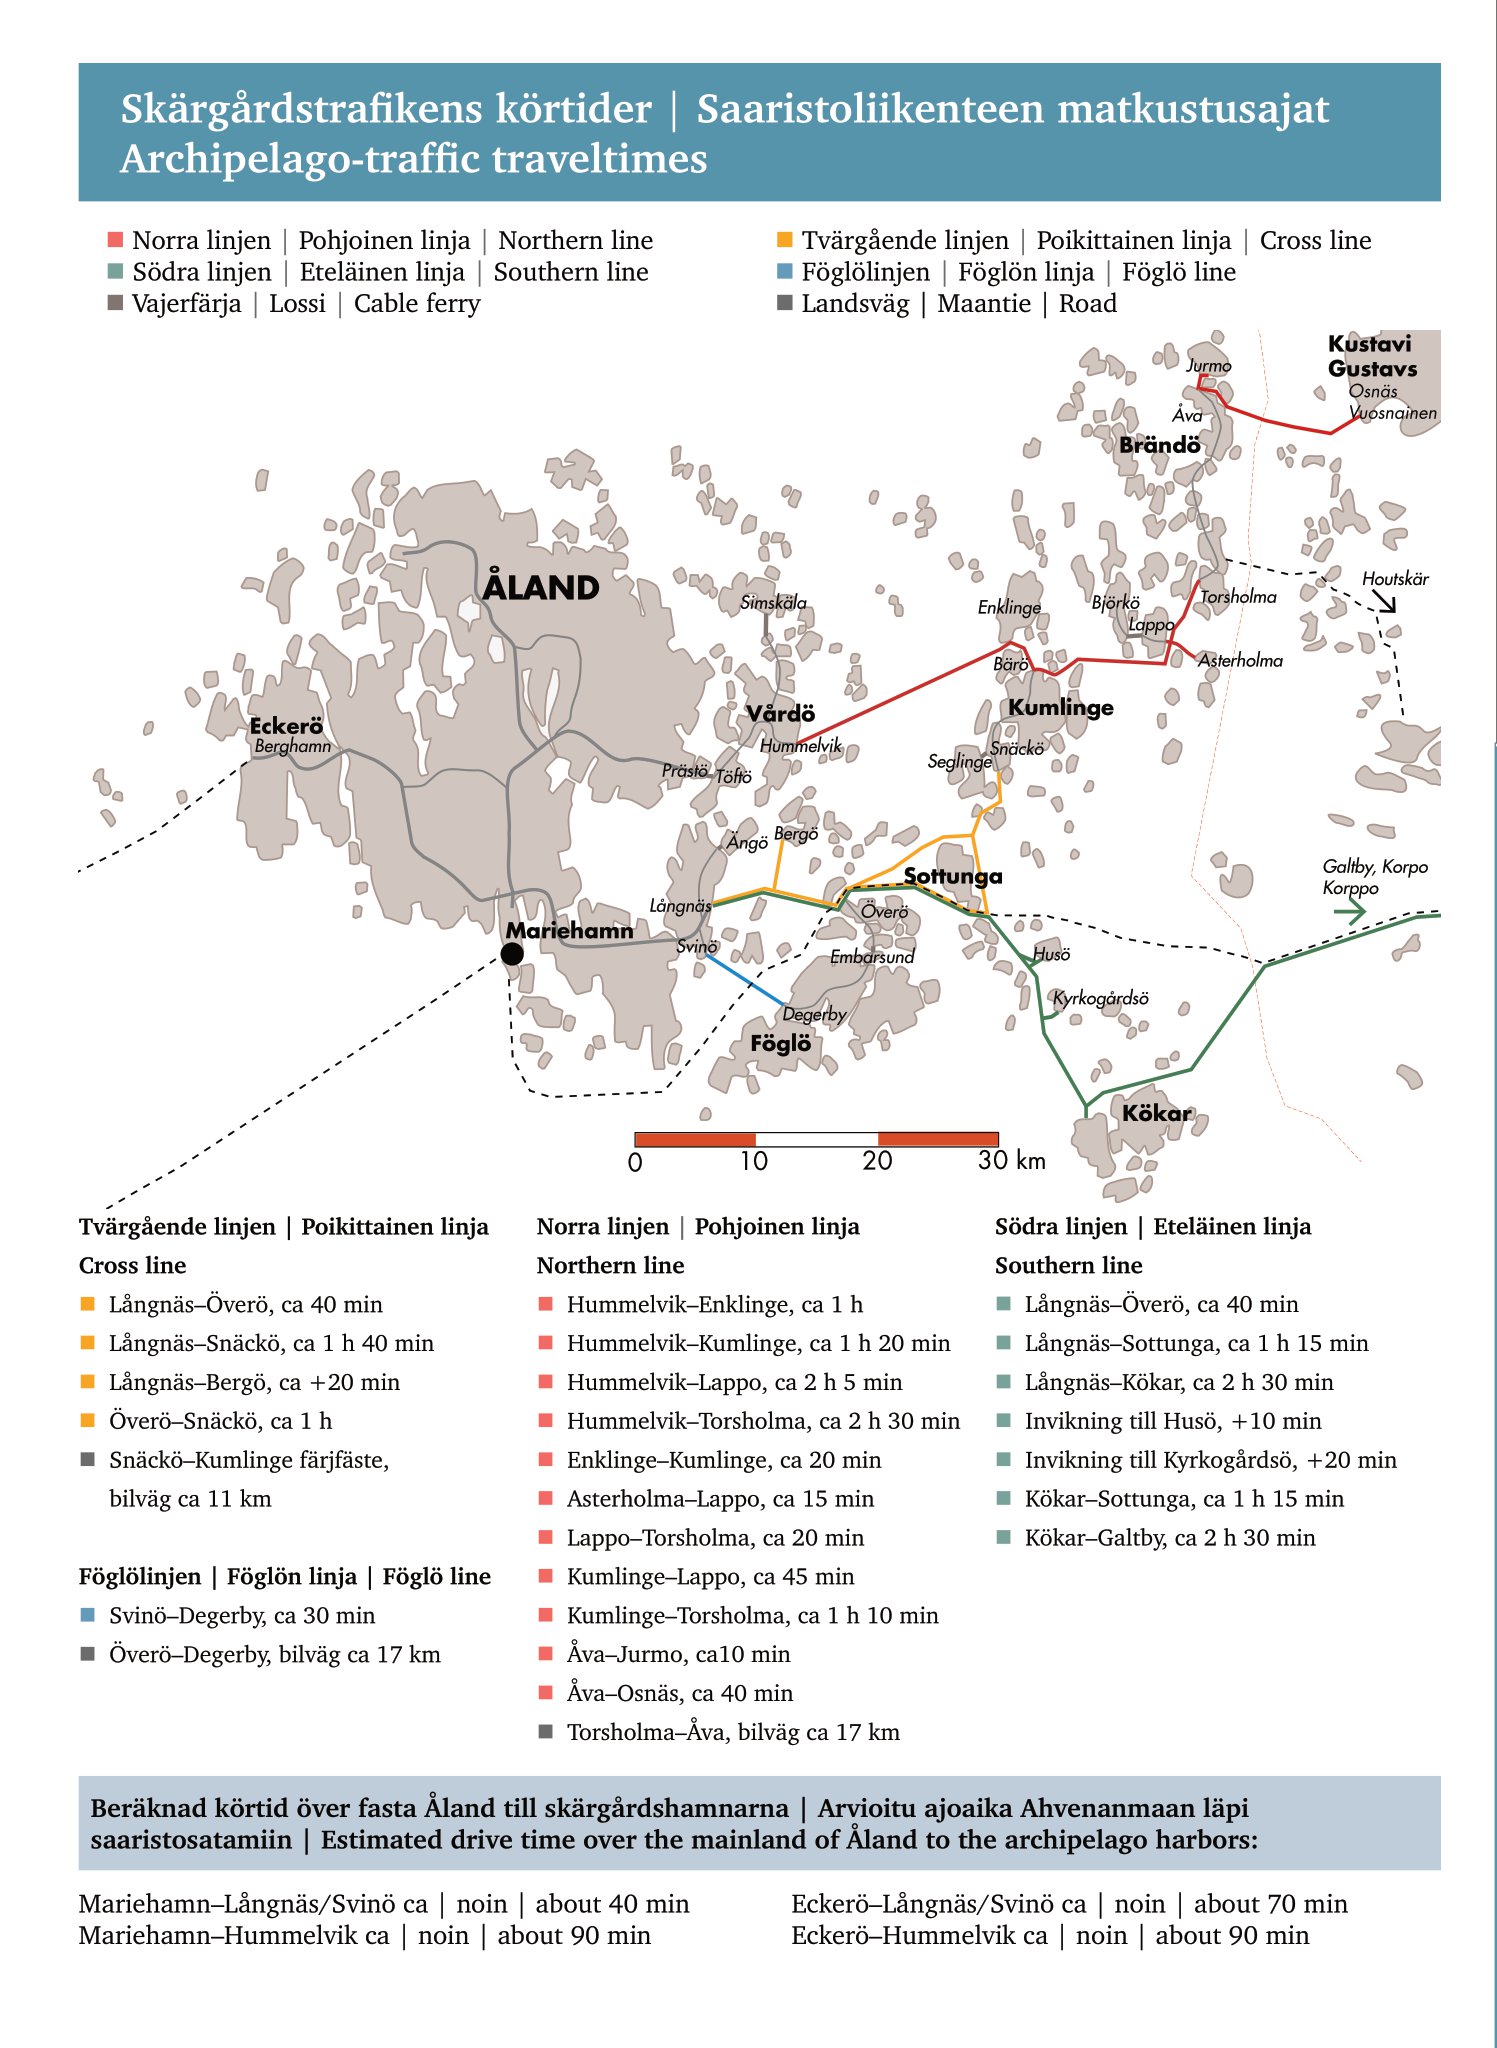 Skärgårdstrafikens körtider | Saaristoliikenteen matkustusajat
Archipelago-traffic traveltimes
Norra linjen | Pohjoinen linja | Northern line
Södra linjen | Eteläinen linja | Southern line
Vajerfärja | Lossi | Cable ferry
Tvärgående linjen | Poikittainen linja | Cross line
Föglölinjen | Föglön linja | Föglö line
Landsväg | Maantie | Road
Kustavi
Gustavs
Osnäs
Vuosnainen
Jurmo
Åva
Brändö
ÅLAND
Simskäla
Enklinge
Björkö
Lappo
Torsholma
Houtskär
Asterholma
Bärö
Kumlinge
Eckerö
Berghamn
Vårdö
Hummelvik
Snäckö
Seglinge
Prästö
Töftö
Ängö
Bergö
Sottunga
Galtby, Korpo
Korppo
Långnäs
Överö
Mariehamn
Svinö
Embarsund
Husö
Kyrkogårdsö
Degerby
Föglö
Kökar
0
10
20
30 km
Tvärgående linjen | Poikittainen linja
Cross line
Långnäs–Överö, ca 40 min
Långnäs–Snäckö, ca 1 h 40 min
Långnäs–Bergö, ca +20 min
Överö–Snäckö, ca 1 h
Snäckö–Kumlinge färjfäste,
bilväg ca 11 km
Föglölinjen | Föglön linja | Föglö line
Svinö–Degerby, ca 30 min
Överö–Degerby, bilväg ca 17 km
Norra linjen | Pohjoinen linja
Northern line
Hummelvik–Enklinge, ca 1 h
Hummelvik–Kumlinge, ca 1 h 20 min
Hummelvik–Lappo, ca 2 h 5 min
Hummelvik–Torsholma, ca 2 h 30 min
Enklinge–Kumlinge, ca 20 min
Asterholma–Lappo, ca 15 min
Lappo–Torsholma, ca 20 min
Kumlinge–Lappo, ca 45 min
Kumlinge–Torsholma, ca 1 h 10 min
Åva–Jurmo, ca10 min
Åva–Osnäs, ca 40 min
Torsholma–Åva, bilväg ca 17 km
Södra linjen | Eteläinen linja
Southern line
Långnäs–Överö, ca 40 min
Långnäs–Sottunga, ca 1 h 15 min
Långnäs–Kökar, ca 2 h 30 min
Invikning till Husö, +10 min
Invikning till Kyrkogårdsö, +20 min
Kökar–Sottunga, ca 1 h 15 min
Kökar–Galtby, ca 2 h 30 min
Beräknad körtid över fasta Åland till skärgårdshamnarna | Arvioitu ajoaika Ahvenanmaan läpi
saaristosatamiin | Estimated drive time over the mainland of Åland to the archipelago harbors:
Mariehamn–Långnäs/Svinö ca | noin | about 40 min
Mariehamn–Hummelvik ca | noin | about 90 min
Eckerö–Långnäs/Svinö ca | noin | about 70 min
Eckerö–Hummelvik ca | noin | about 90 min